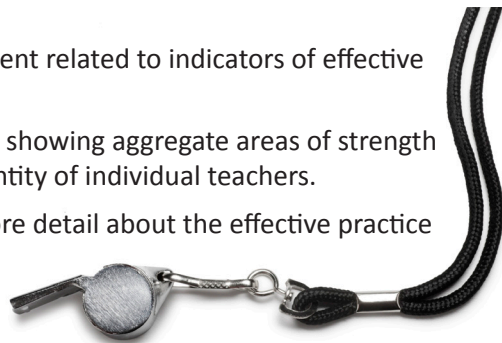 ent related to indicators of effective
showing aggregate areas of strength
ntity of individual teachers.
ore detail about the effective practice